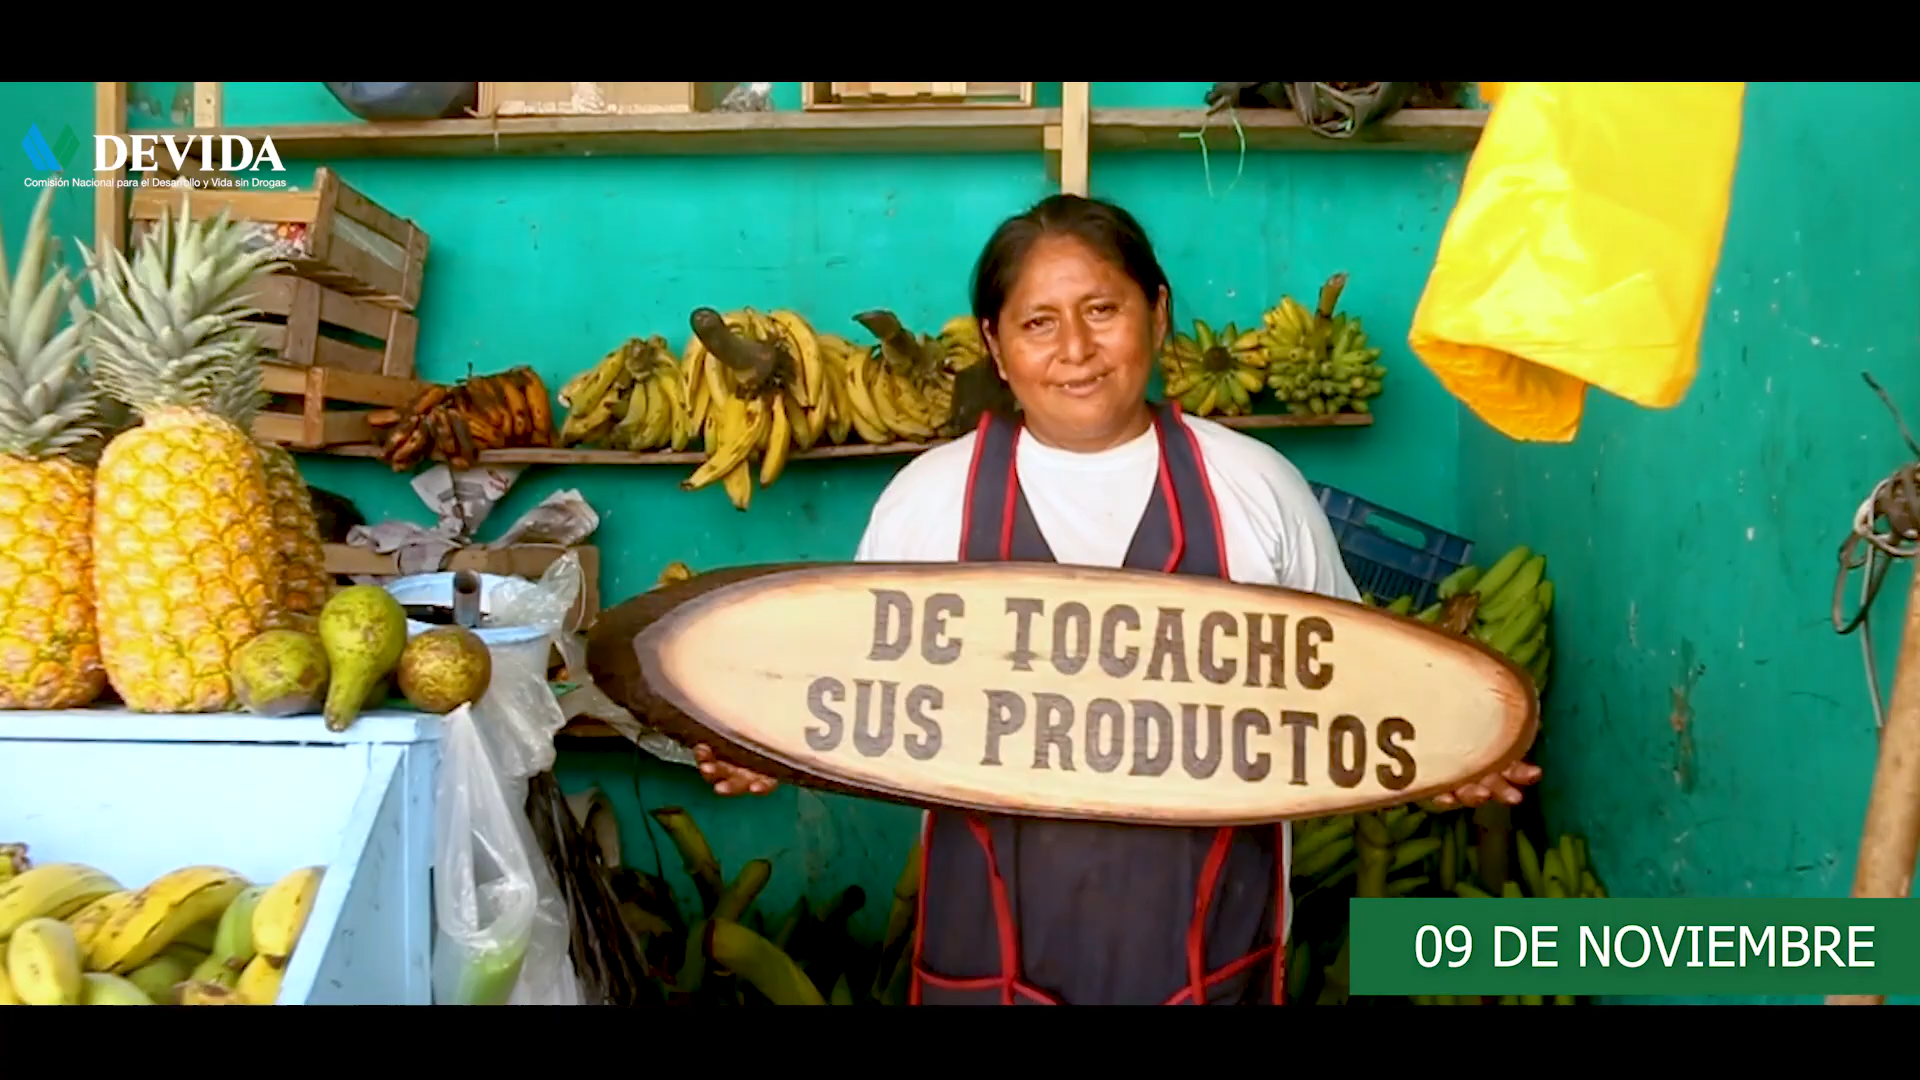 DEVIDA
Comisión Nacional para el Desarrollo y Vida sin Drogas
DE TOCACHE
SUS PRODUCTOS
09 DE NOVIEMBRE